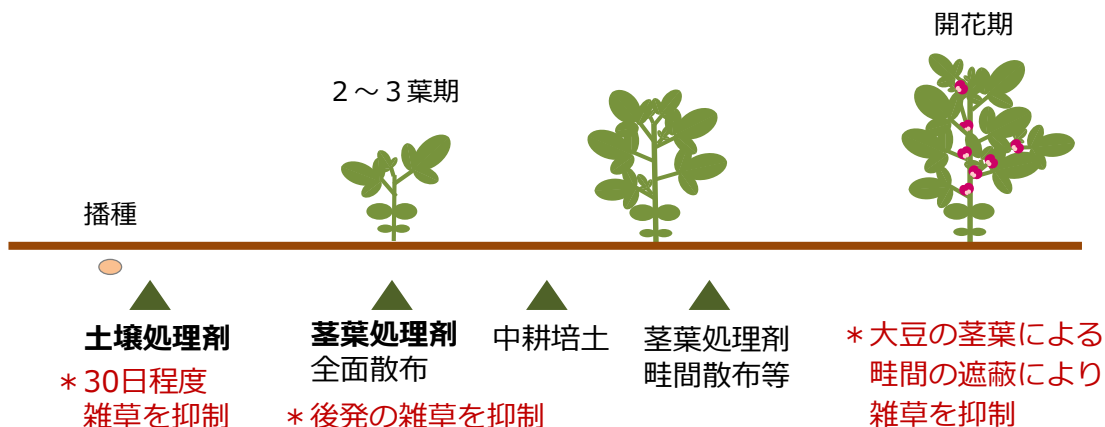 開花期
2～3葉期
播種
土壌処理剤
＊30日程度
雑草を抑制
茎葉処理剤
全面散布
＊後発の雑草を抑制
中耕培土
茎葉処理剤
畦間散布等
＊大豆の茎葉による
畦間の遮蔽により
雑草を抑制